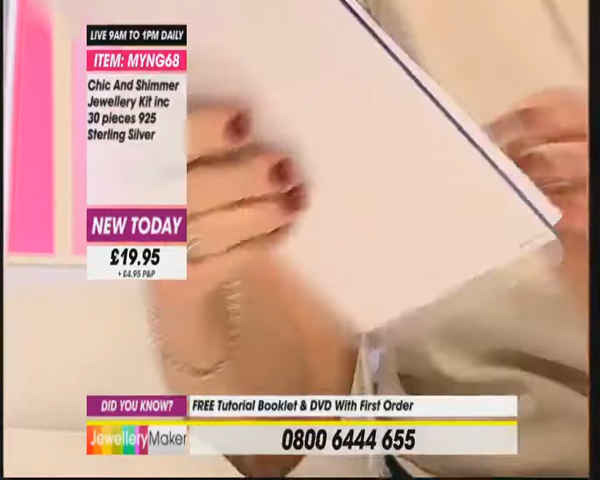 LIVE 9AM TO 1PM DAILY
ITEM: MYNG68
Chic And Shimmer
Jewellery Kit inc
30 pieces 925
Sterling Silver
NEW TODAY
£19.95
+ £4.95 P&P
DID YOU KNOW? FREE Tutorial Booklet & DVD With First Order
JewelleryMaker 0800 6444 655